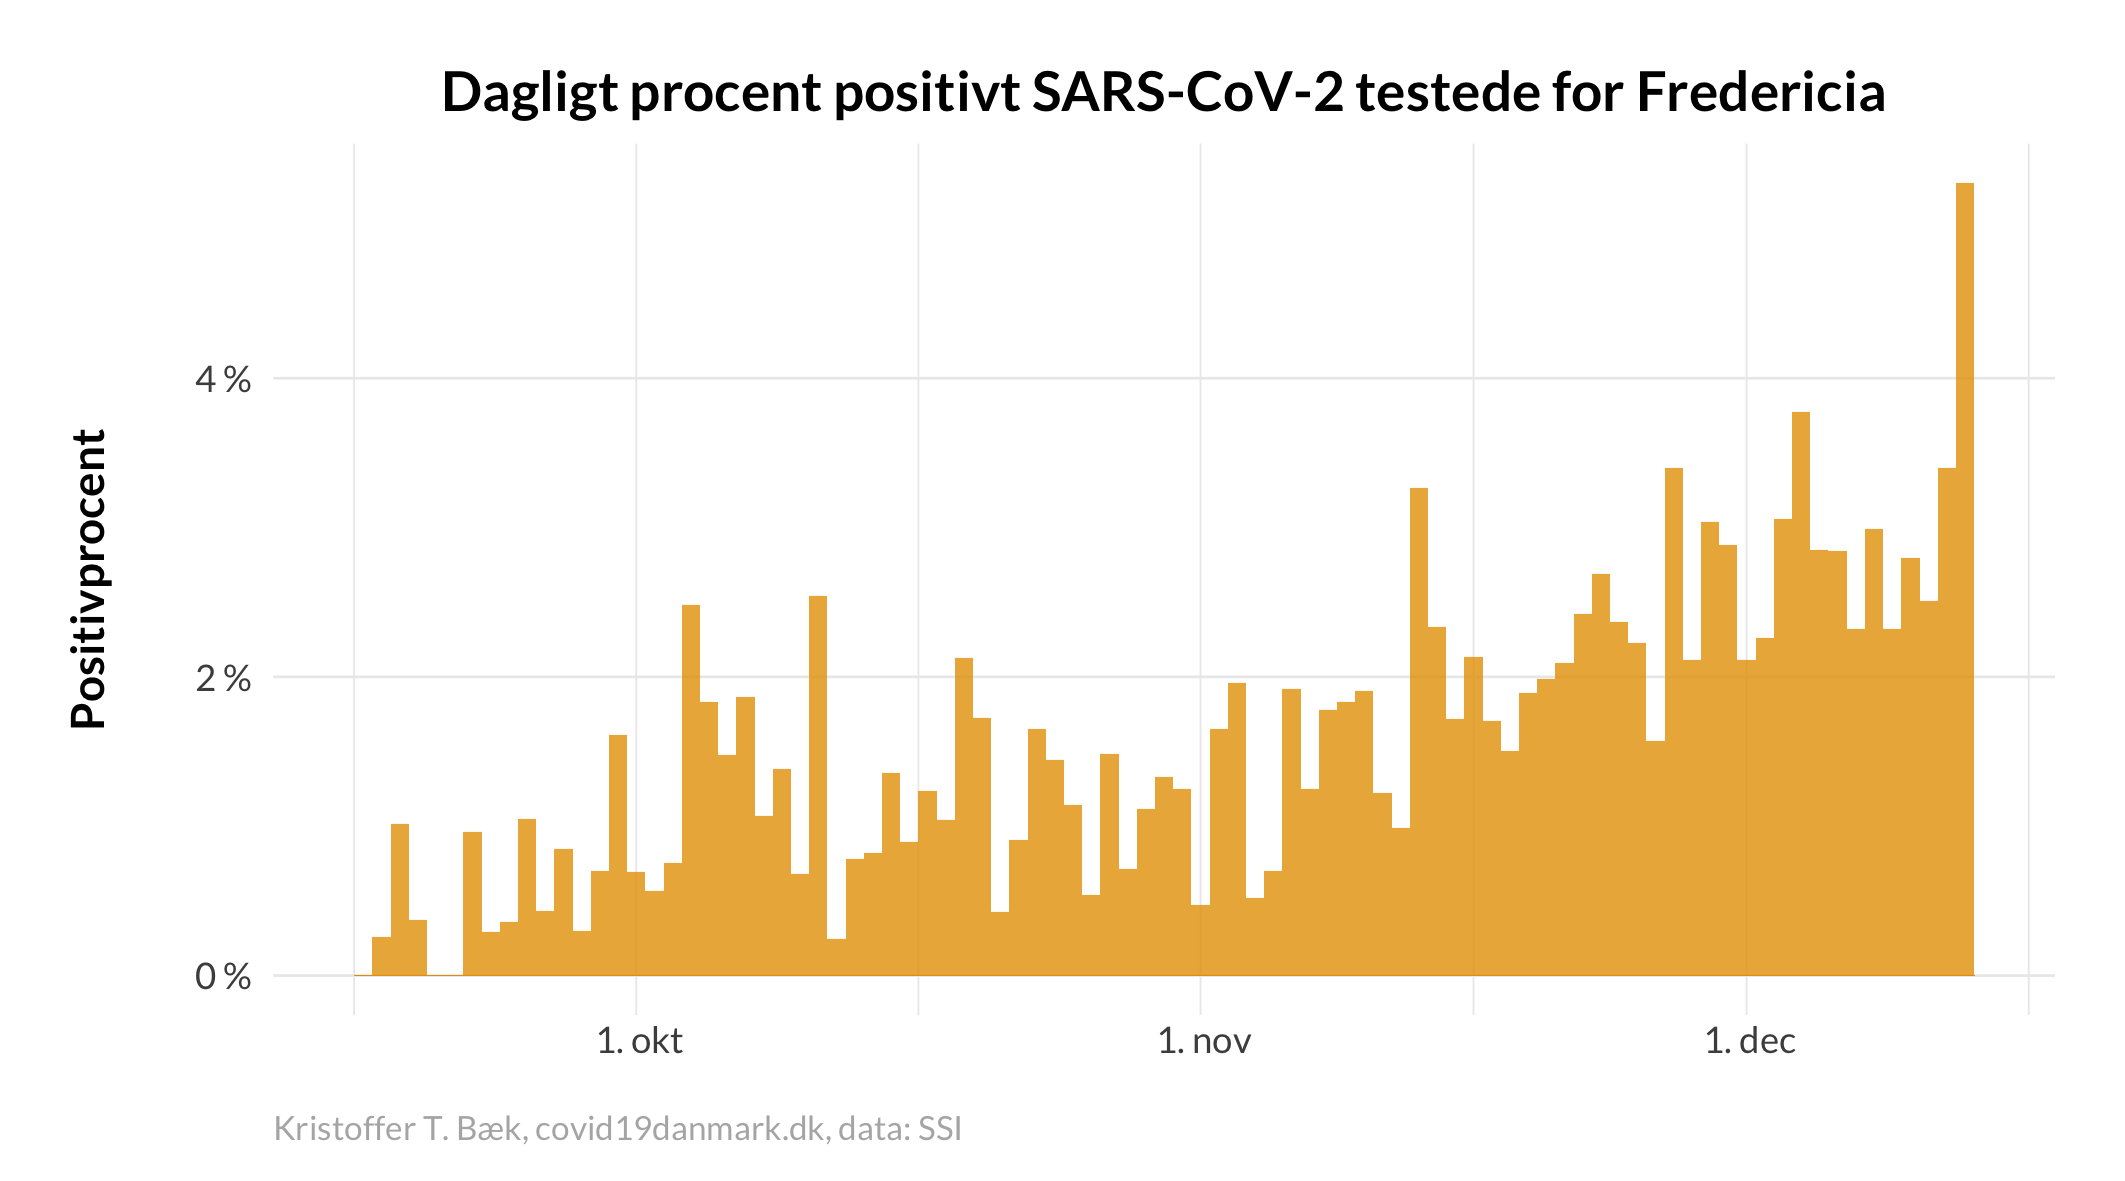 Dagligt procent positivt SARS-CoV-2 testede for Fredericia
Positivprocent
4 %
2 %
0 %
1. okt
1. nov
1. dec
Kristoffer T. Bæk, covid19danmark.dk, data: SSI